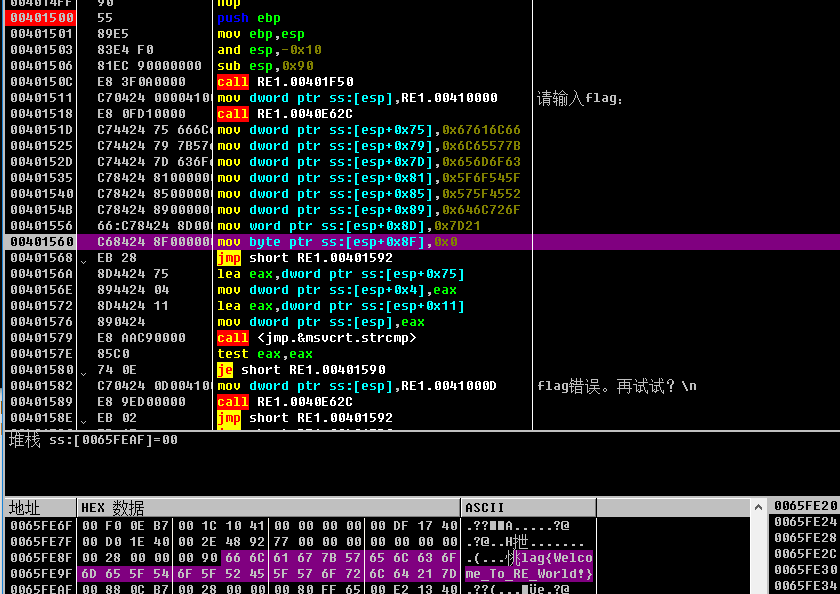 004014FF 90 nop
00401500 55 push ebp
00401501 89E5 mov ebp,esp
00401503 83E4 F0 and esp,-0x10
00401506 81EC 90000000 sub esp,0x90
0040150C E8 3F0A0000 call RE1.00401F50
00401511 C70424 0000410 mov dword ptr ss:[esp],RE1.00410000 请输入flag:
00401518 E8 0FD10000 call RE1.0040E62C
0040151D C74424 75 666C mov dword ptr ss:[esp+0x75],0x67616C66
00401525 C74424 79 7B57 mov dword ptr ss:[esp+0x79],0x6C65577B
0040152D C74424 7D 636F mov dword ptr ss:[esp+0x7D],0x656D6F63
00401535 C78424 81000000 mov dword ptr ss:[esp+0x81],0x5F6F545F
00401540 C78424 85000000 mov dword ptr ss:[esp+0x85],0x575F4552
0040154B C78424 89000000 mov dword ptr ss:[esp+0x89],0x646C726F
00401556 66:C78424 8D00 mov word ptr ss:[esp+0x8D],0x7D21
00401560 C68424 8F000000 mov byte ptr ss:[esp+0x8F],0x0
00401568 EB 28 jmp short RE1.00401592
0040156A 8D4424 75 lea eax,dword ptr ss:[esp+0x75]
0040156E 894424 04 mov dword ptr ss:[esp+0x4],eax
00401572 8D4424 11 lea eax,dword ptr ss:[esp+0x11]
00401576 890424 mov dword ptr ss:[esp],eax
00401579 E8 AAC90000 call <jmp.&msvcrt.strcmp>
0040157E 85C0 test eax,eax
00401580 74 0E je short RE1.00401590
00401582 C70424 0D00410 mov dword ptr ss:[esp],RE1.0041000D flag错误。再试试？\n
00401589 E8 9ED00000 call RE1.0040E62C
0040158E EB 02 jmp short RE1.00401592
堆栈 ss:[0065FEAF]=00
地址 HEX 数据 ASCII
0065FE6F 00 F0 0E B7 00 1C 10 41 00 00 00 00 00 DF 17 40
0065FE7F 00 D0 1E 40 00 2E 48 92 77 00 00 00 00 00 00 00
0065FE8F 00 28 00 00 00 90 66 6C 61 67 7B 57 65 6C 63 6F lag{Welco
0065FE9F 6D 65 5F 54 6F 5F 52 45 5F 57 6F 72 6C 64 21 7D me_To_RE_World!}
0065FEAF 00 88 0C B7 00 28 00 00 00 80 FF 65 00 E2 13 40
0065FE20
0065FE24
0065FE28
0065FE2C
0065FE30
0065FE34